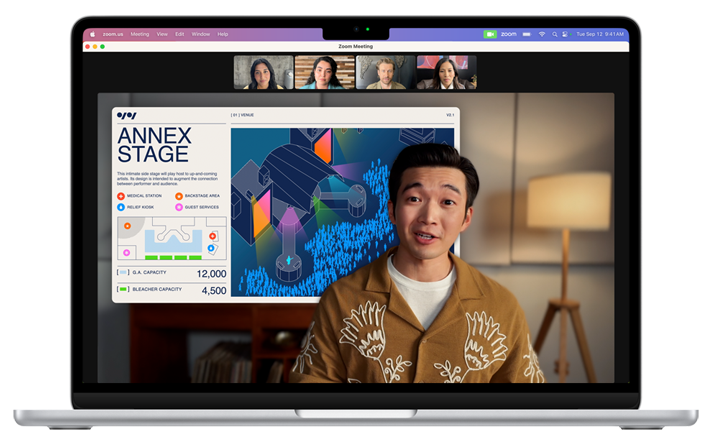 zoom.us Meeting View Edit Window Help zoom Tue Sep 12 9:41 AM
Zoom Meeting
| 01 | VENUE
ANNEX
STAGE
This intimate side stage will play host to up-and-coming
artists. Its design is intended to augment the connection
between performer and audience.
MEDICAL STATION BACKSTAGE AREA
RELIEF KIOSK GUEST SERVICES
G.A. CAPACITY 12,000
BLEACHER CAPACITY 4,500